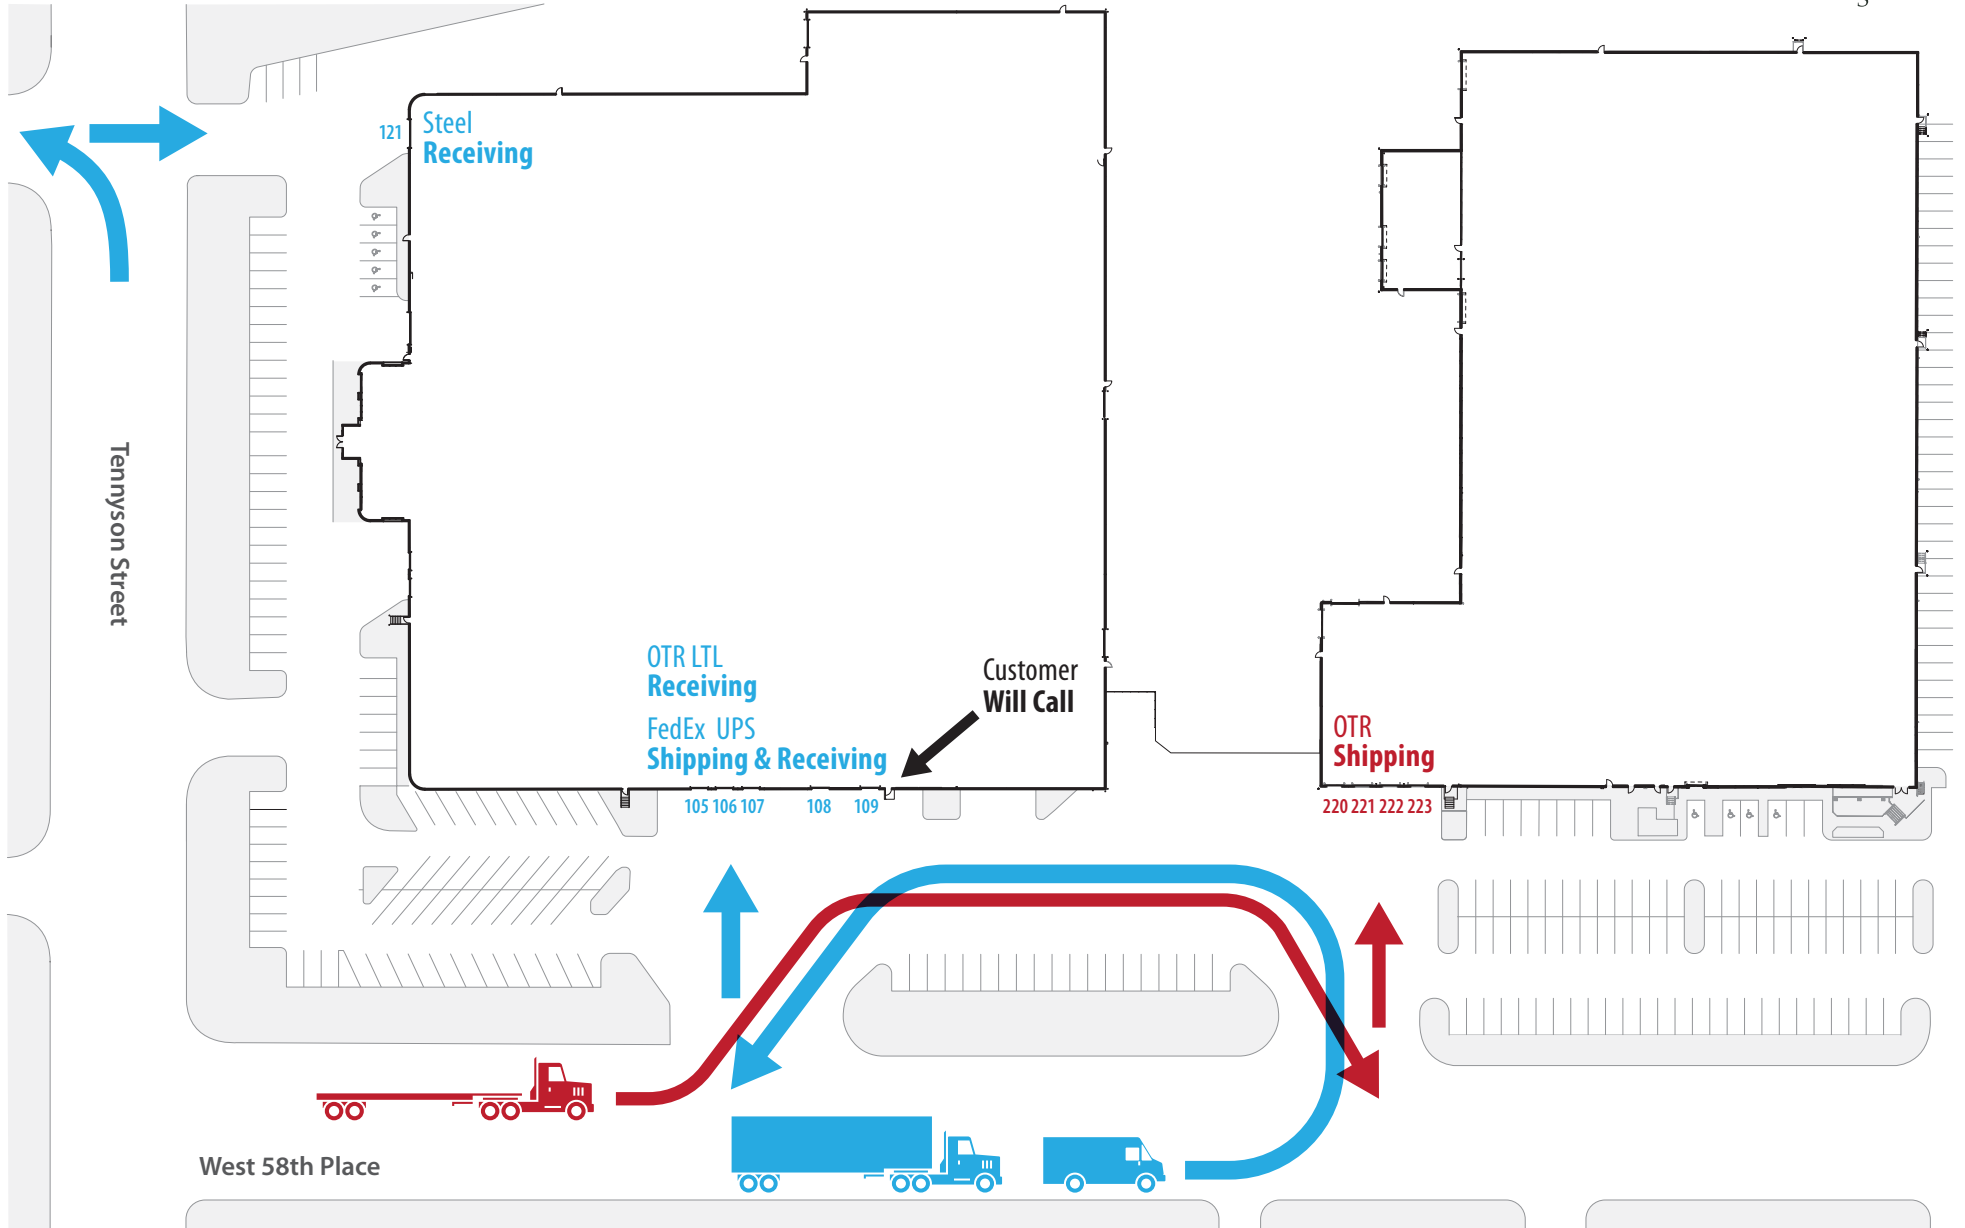 121
Steel
Receiving
Tennyson Street
OTR LTL
Receiving
FedEx UPS
Shipping & Receiving
Customer
Will Call
OTR
Shipping
105 106 107 108 109
220 221 222 223
West 58th Place